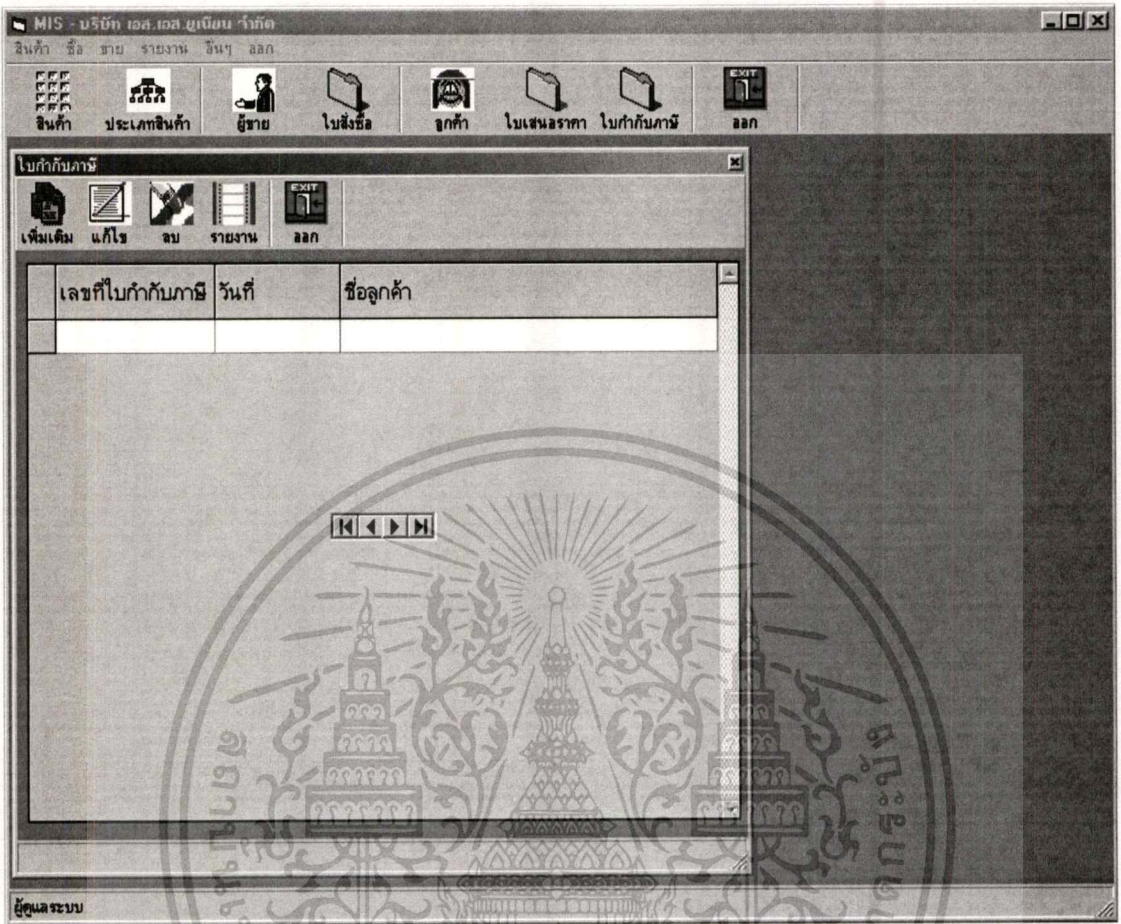 MIS - บริษัท เอส.เอส.ยูเนียน จำกัด
สินค้า ซื้อ ขาย รายงาน อื่นๆ ออก
สินค้า ประเภทสินค้า ผู้ขาย ใบสั่งซื้อ ลูกค้า ใบเสนอราคา ใบกำกับภาษี EXIT ออก
ใบกำกับภาษี
เพิ่มเติม แก้ไข ลบ รายงาน EXIT ออก
เลขที่ใบกำกับภาษี วันที่ ชื่อลูกค้า
ผู้ดูแลระบบ